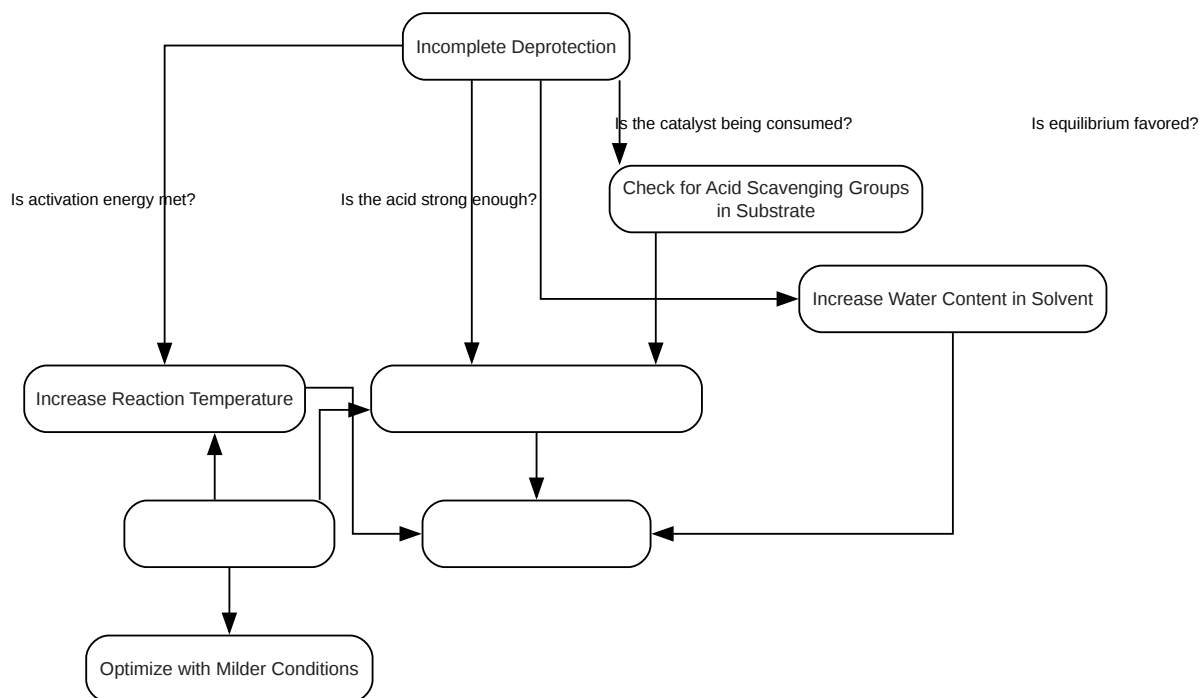 Incomplete Deprotection
Is the catalyst being consumed?
Is equilibrium favored?
Is activation energy met?
Is the acid strong enough?
Check for Acid Scavenging Groups
in Substrate
Increase Water Content in Solvent
Increase Reaction Temperature
Optimize with Milder Conditions